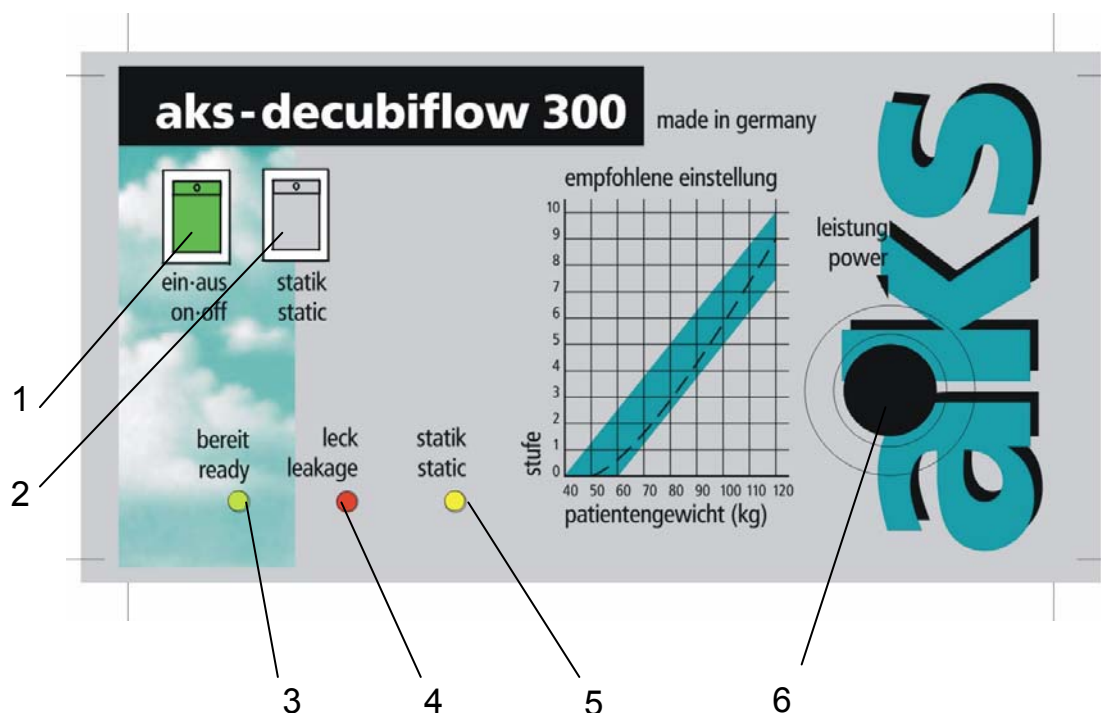 aks-decubiflow 300
made in germany
ein·aus
on·off
statik
static
empfohlene einstellung
10
9
8
7
6
5
4
3
2
1
0
stufe
40 50 60 70 80 90 100 110 120
patientengewicht (kg)
leistung
power
aks
bereit
ready
leck
leakage
statik
static
1
2
3
4
5
6